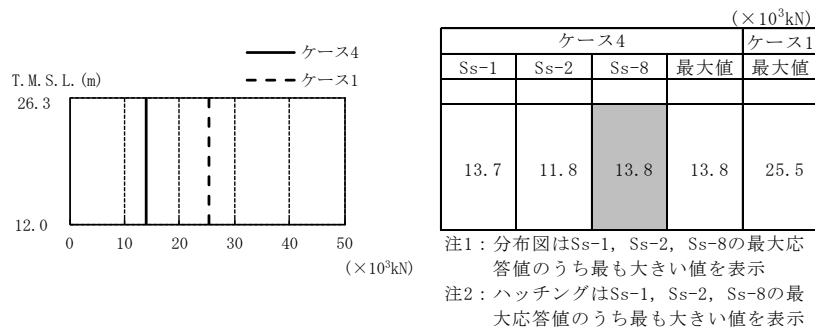 ケース4
ケース1
T.M.S.L.(m)
26.3
12.0
0 10 20 30 40 50
(×10³kN)
(×10³kN)
ケース4 ケース1
Ss-1 Ss-2 Ss-8 最大値 最大値
13.7 11.8 13.8 13.8 25.5
注1：分布図はSs-1, Ss-2, Ss-8の最大応
答値のうち最も大きい値を表示
注2：ハッチングはSs-1, Ss-2, Ss-8の最
大応答値のうち最も大きい値を表示